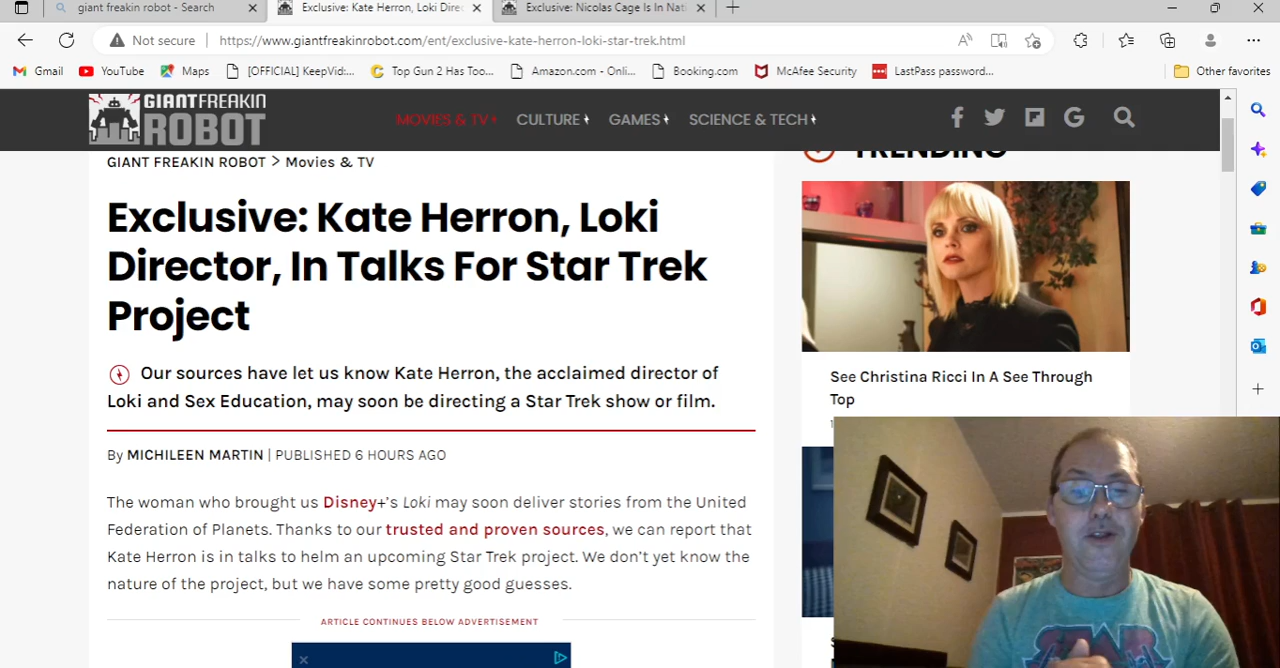 giant freakin robot - Search
Exclusive: Kate Herron, Loki Direc
Exclusive: Nicolas Cage Is In Nati
Not secure
https://www.giantfreakinrobot.com/ent/exclusive-kate-herron-loki-star-trek.html
Gmail
YouTube
Maps
[OFFICIAL] KeepVid:...
Top Gun 2 Has Too...
Amazon.com - Onli...
Booking.com
McAfee Security
LastPass password...
Other favorites
GIANT FREAKIN
ROBOT
MOVIES & TV
CULTURE
GAMES
SCIENCE & TECH
GIANT FREAKIN ROBOT > Movies & TV
Exclusive: Kate Herron, Loki
Director, In Talks For Star Trek
Project
Our sources have let us know Kate Herron, the acclaimed director of
Loki and Sex Education, may soon be directing a Star Trek show or film.
By MICHILEEN MARTIN | PUBLISHED 6 HOURS AGO
The woman who brought us Disney+'s Loki may soon deliver stories from the United
Federation of Planets. Thanks to our trusted and proven sources, we can report that
Kate Herron is in talks to helm an upcoming Star Trek project. We don't yet know the
nature of the project, but we have some pretty good guesses.
ARTICLE CONTINUES BELOW ADVERTISEMENT
TRENDING
See Christina Ricci In A See Through
Top